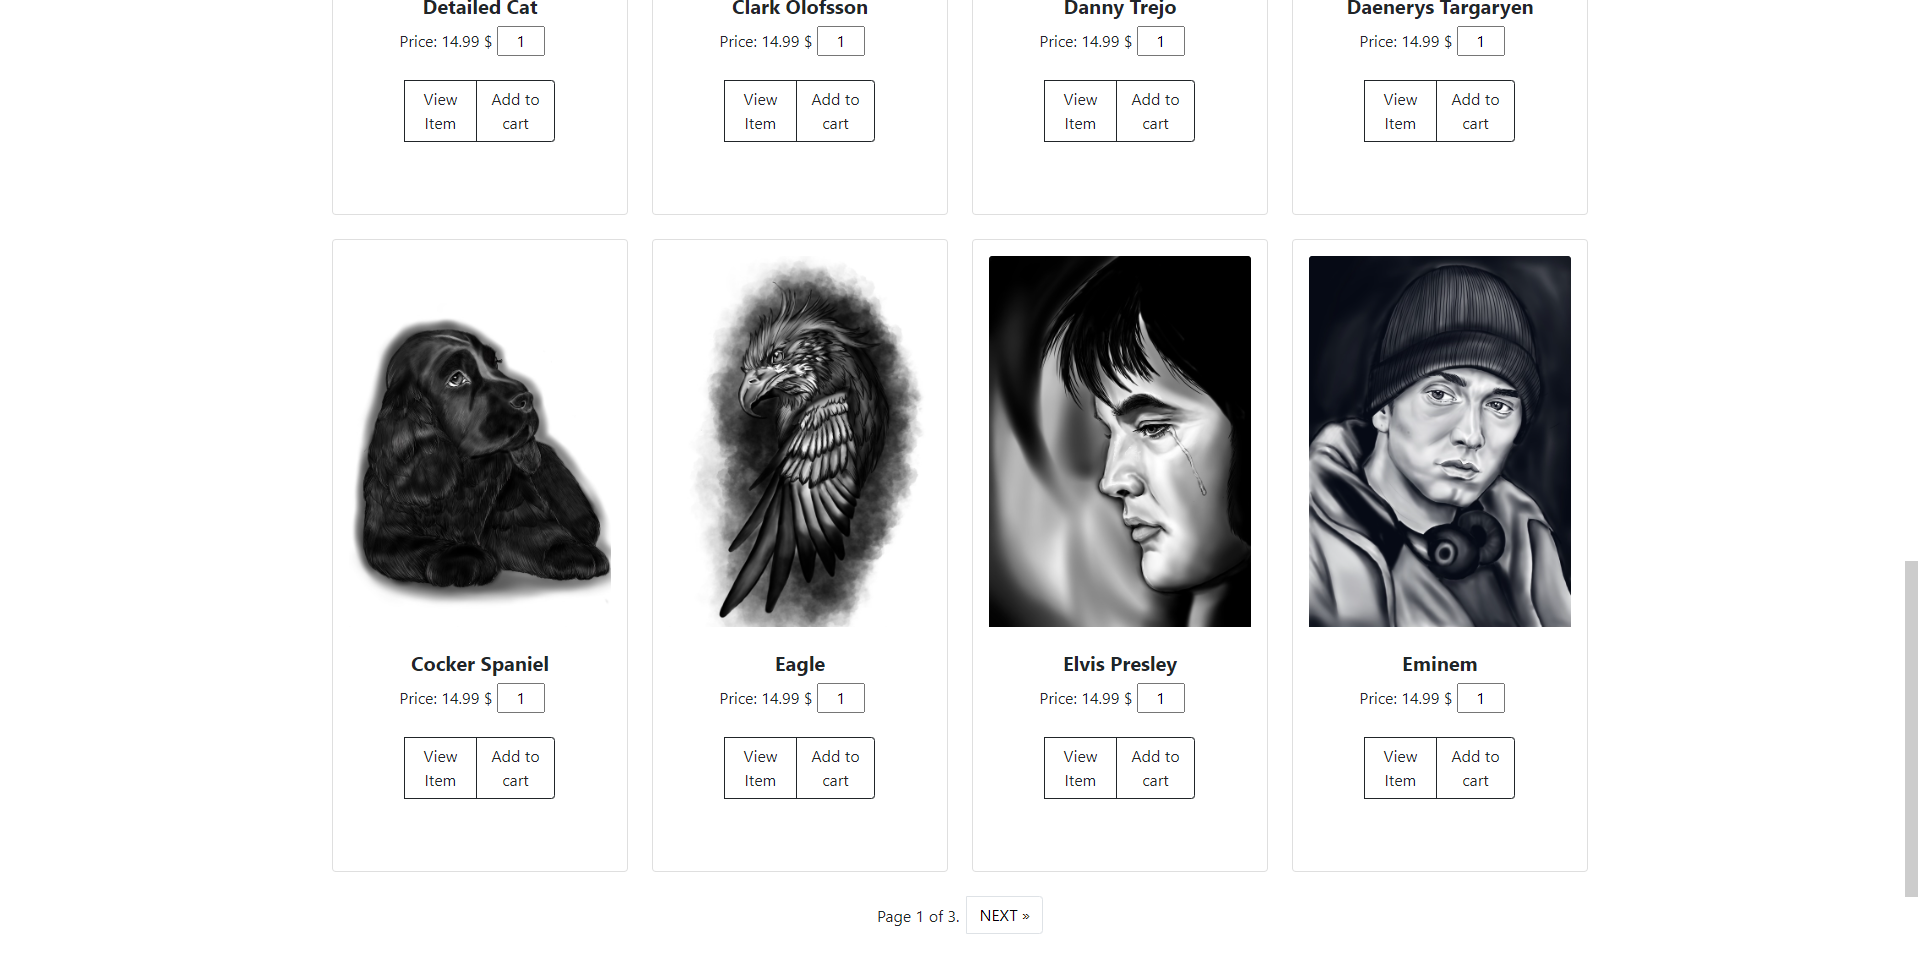 Detailed Cat
Clark Olofsson
Danny Trejo
Daenerys Targaryen
Price: 14.99 $ 1
Price: 14.99 $ 1
Price: 14.99 $ 1
Price: 14.99 $ 1
View Item
Add to cart
View Item
Add to cart
View Item
Add to cart
View Item
Add to cart
Cocker Spaniel
Eagle
Elvis Presley
Eminem
Price: 14.99 $ 1
Price: 14.99 $ 1
Price: 14.99 $ 1
Price: 14.99 $ 1
View Item
Add to cart
View Item
Add to cart
View Item
Add to cart
View Item
Add to cart
Page 1 of 3. NEXT »